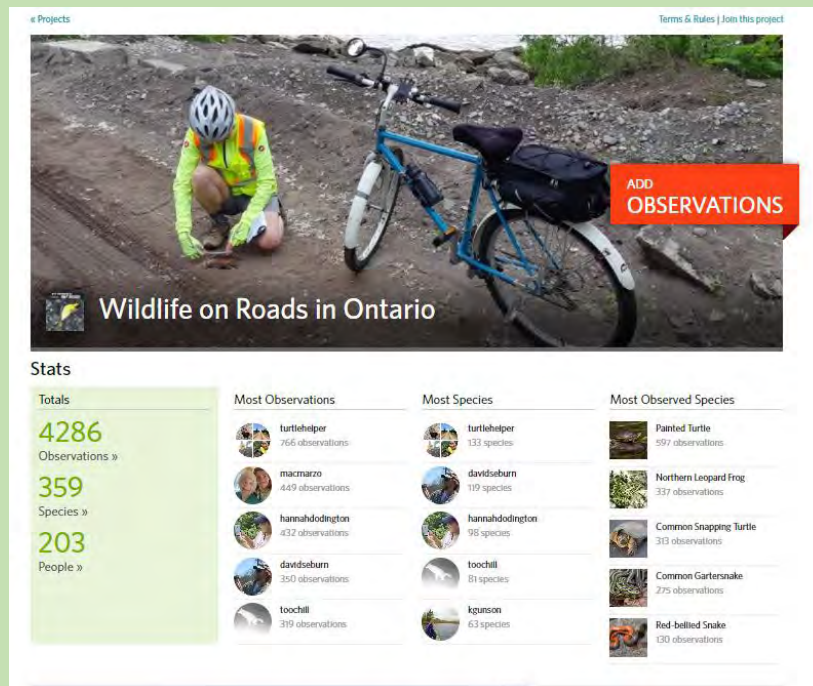 « Projects
Terms & Rules | Join this project
ADD
OBSERVATIONS
Wildlife on Roads in Ontario
Stats
Totals
4286
Observations »
359
Species »
203
People »
Most Observations
turtleheiper
766 observations
macmarzo
449 observations
hannahdodington
432 observations
davidseburn
350 observations
toochill
319 observations
Most Species
turtleheiper
133 species
davidseburn
119 species
hannahdodington
98 species
toochill
81 species
kgunson
63 species
Most Observed Species
Painted Turtle
597 observations
Northern Leopard Frog
337 observations
Common Snapping Turtle
313 observations
Common Gartersnake
275 observations
Red-bellied Snake
130 observations